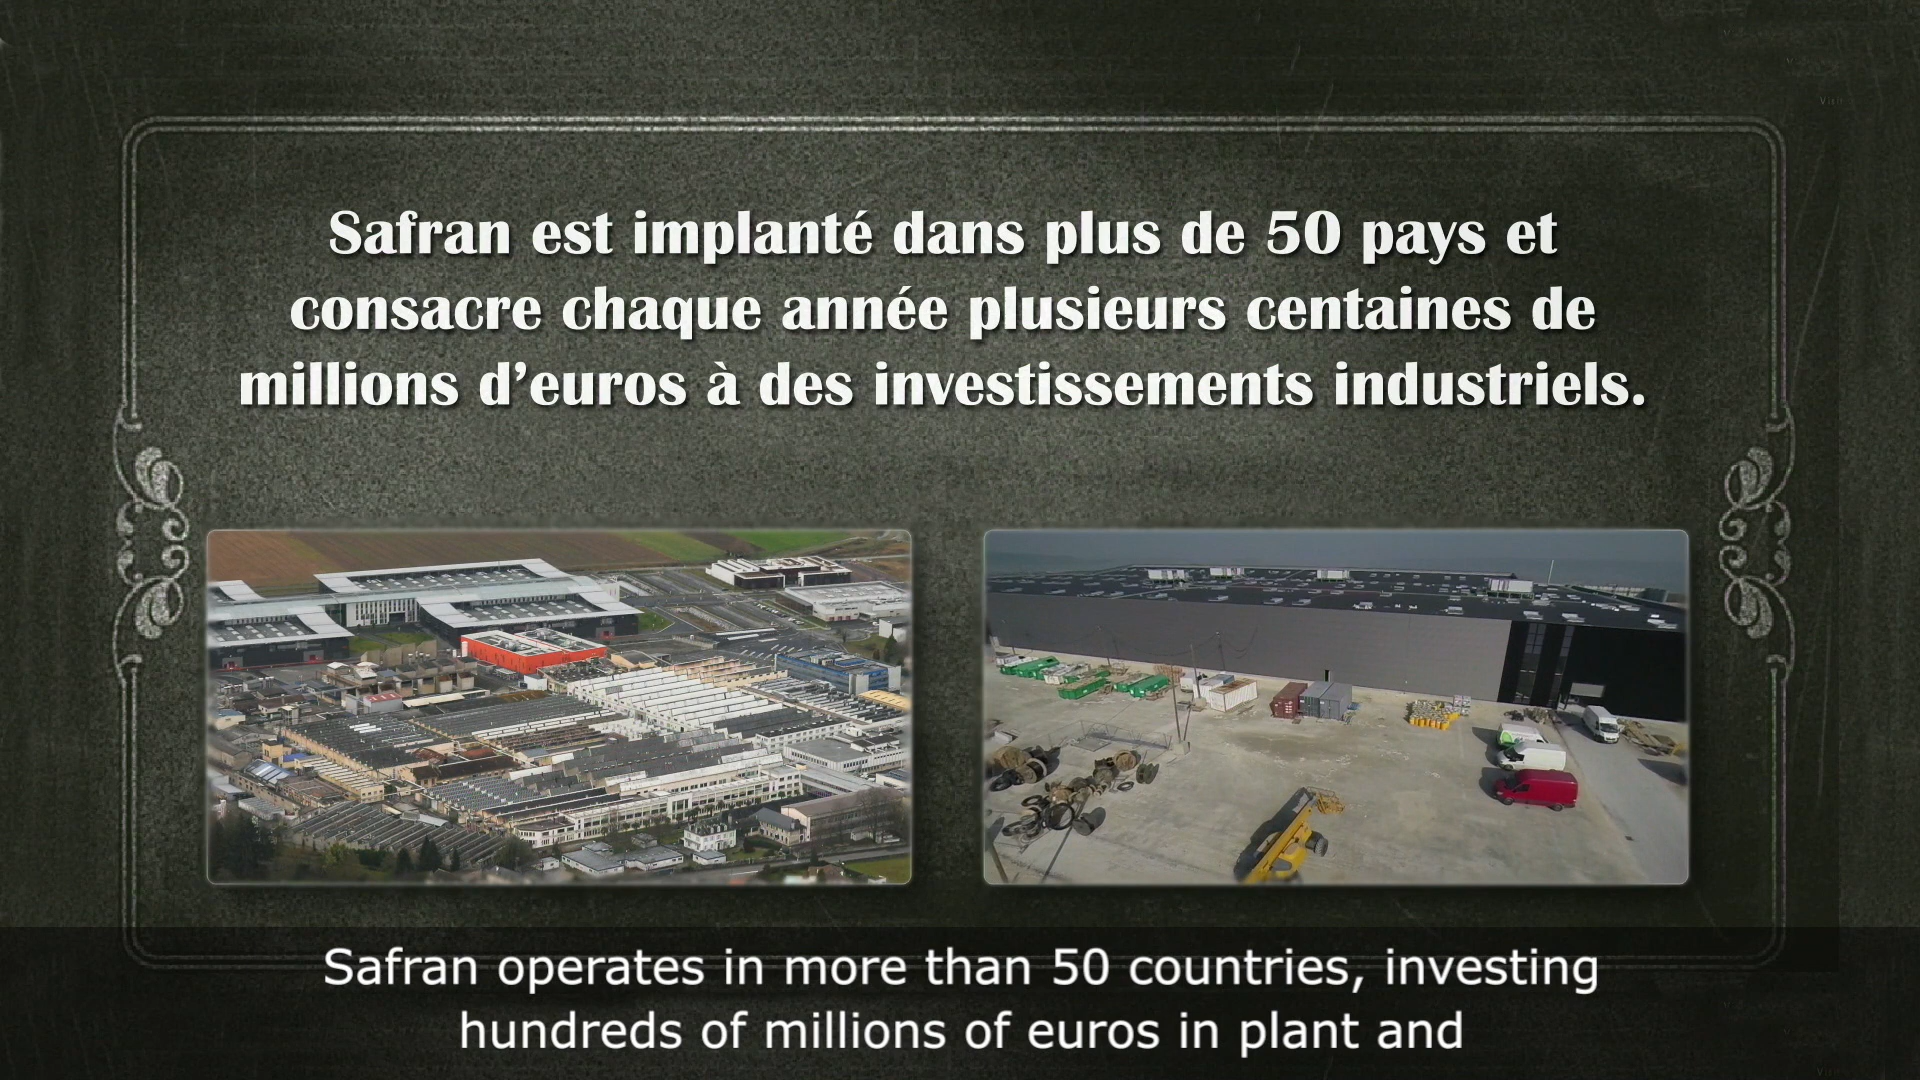 Safran est implanté dans plus de 50 pays et
consacre chaque année plusieurs centaines de
millions d’euros à des investissements industriels.
Safran operates in more than 50 countries, investing
hundreds of millions of euros in plant and